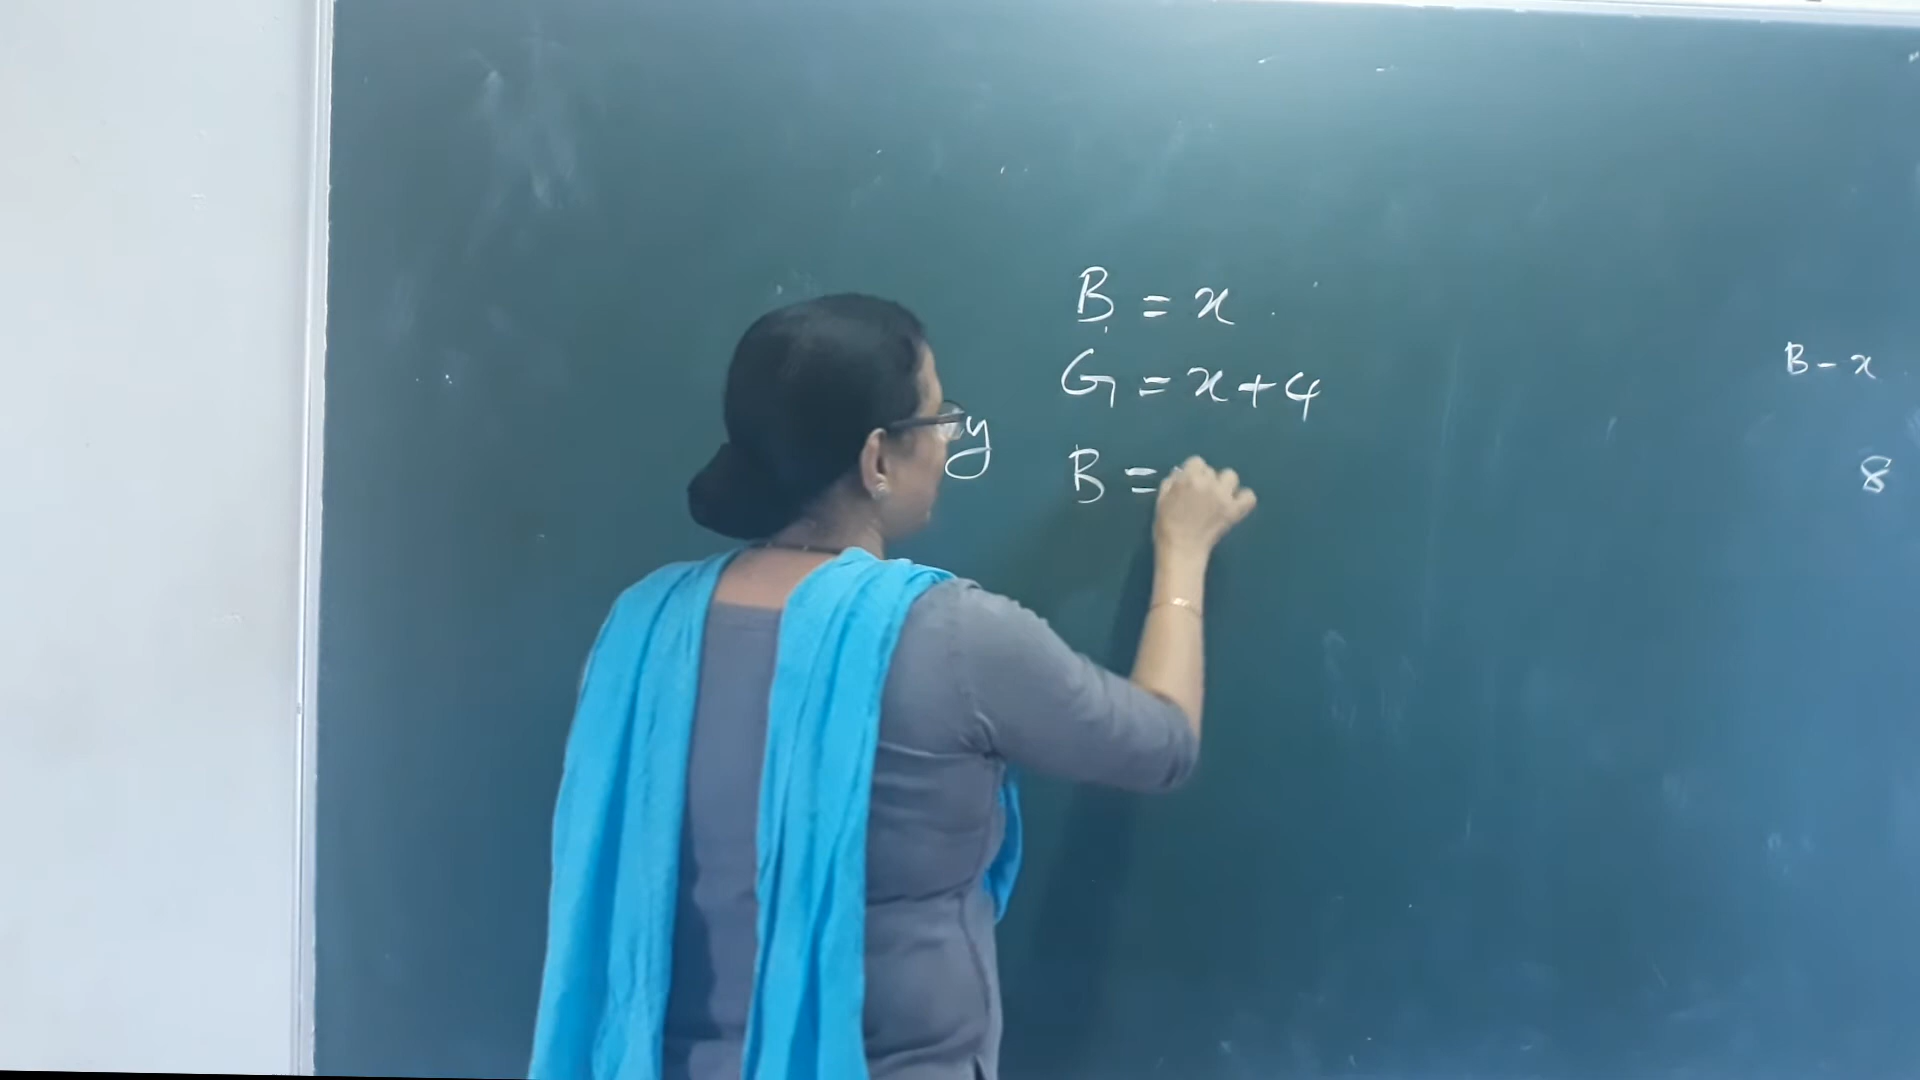 B = x
G = x + 4
y
B =
B - x
8